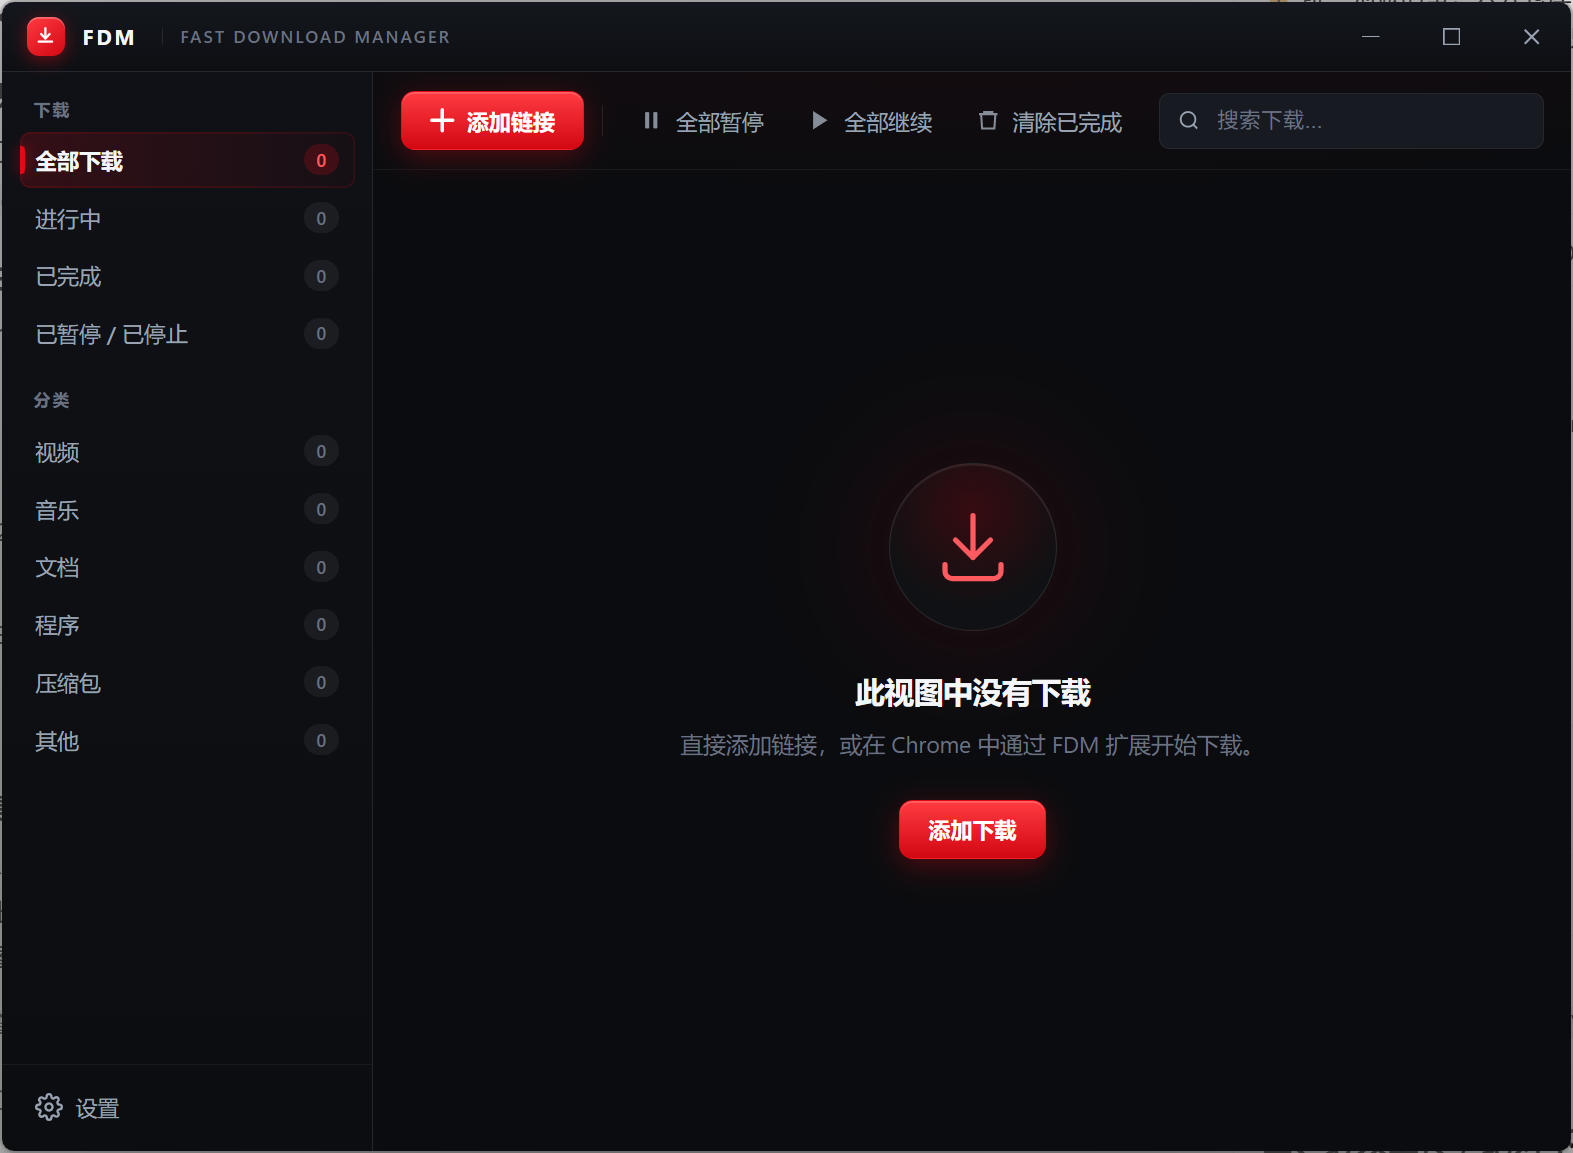 FDM
FAST DOWNLOAD MANAGER
下载
全部下载 0
进行中 0
已完成 0
已暂停 / 已停止 0
分类
视频 0
音乐 0
文档 0
程序 0
压缩包 0
其他 0
设置
添加链接
全部暂停
全部继续
清除已完成
搜索下载...
此视图中没有下载
直接添加链接，或在 Chrome 中通过 FDM 扩展开始下载。
添加下载